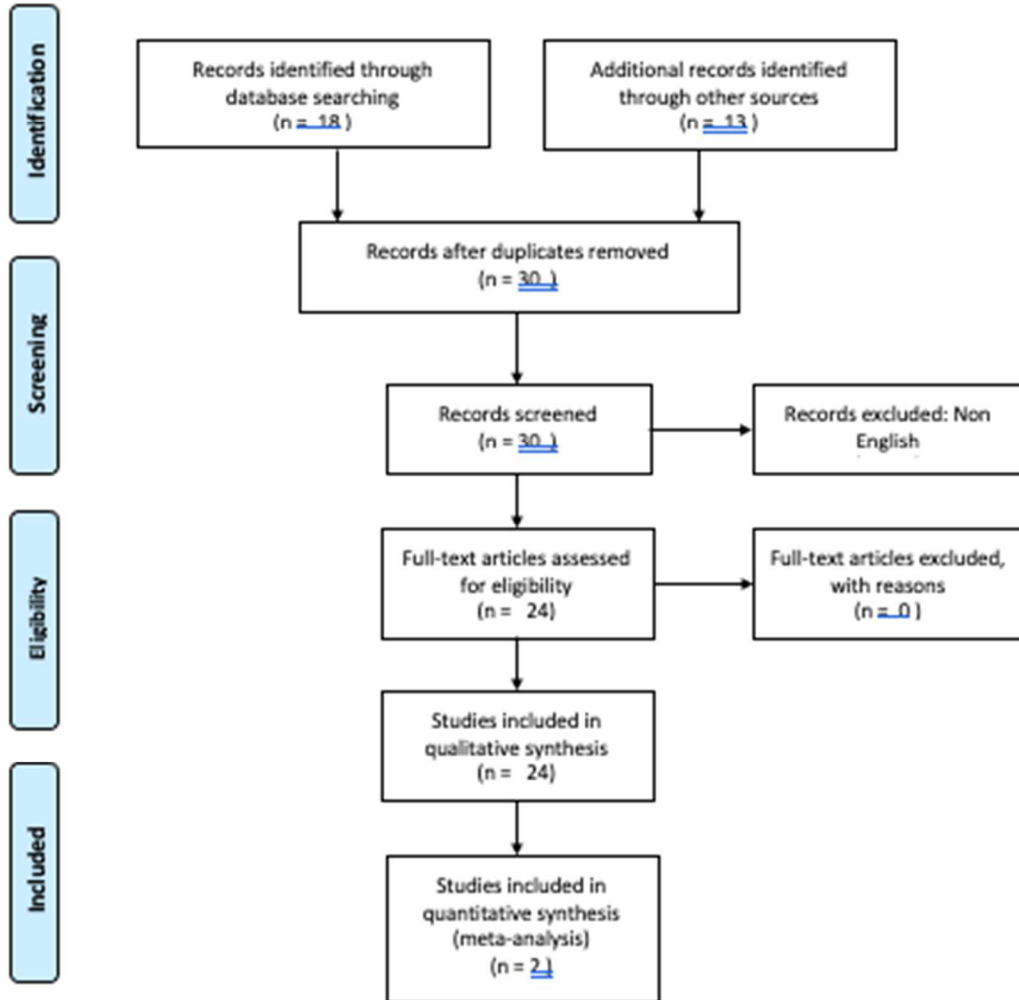 Identification
Records identified through
database searching
(n = 18 )
Additional records identified
through other sources
(n = 13 )
Records after duplicates removed
(n = 30 )
Screening
Records screened
(n = 30 )
Records excluded: Non
English
Eligibility
Full-text articles assessed
for eligibility
(n = 24)
Full-text articles excluded,
with reasons
(n = 0 )
Studies included in
qualitative synthesis
(n = 24)
Included
Studies included in
quantitative synthesis
(meta-analysis)
(n = 2 )